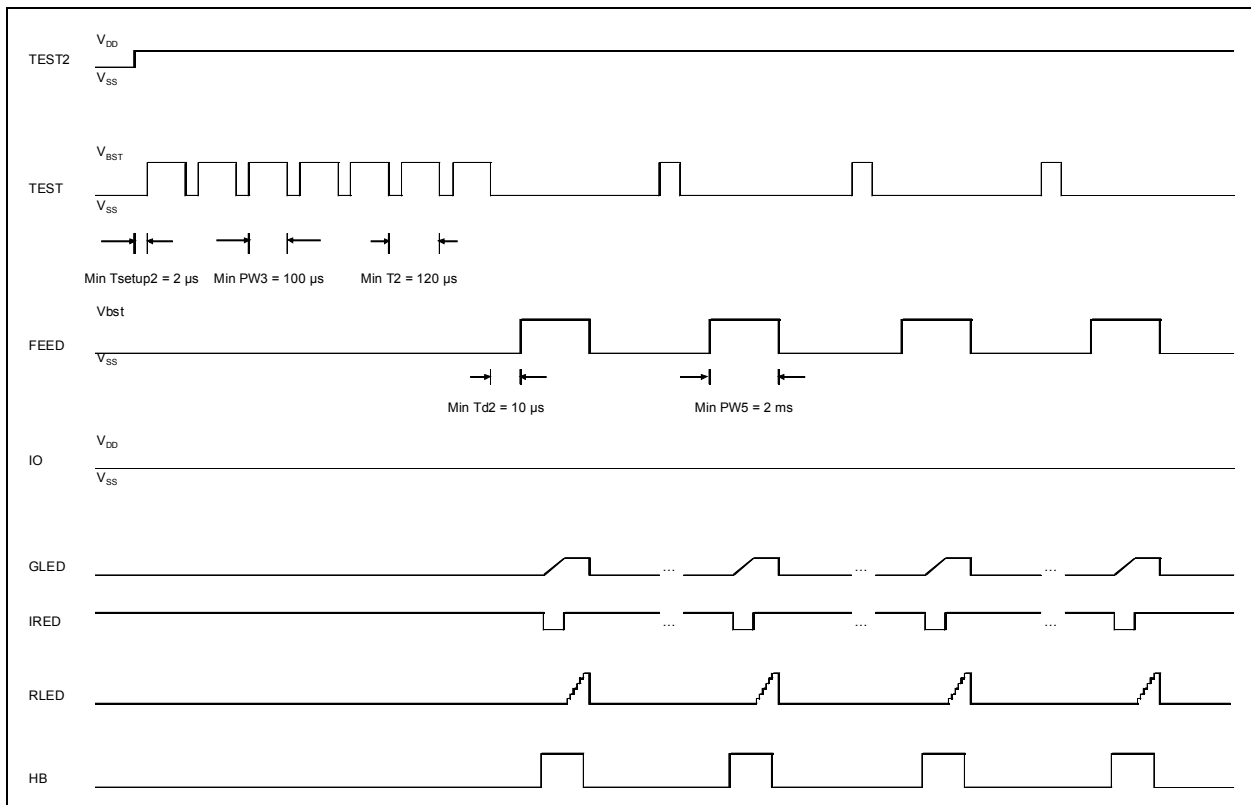 V_DD
TEST2
V_SS
V_BST
TEST
V_SS
Min Tsetup2 = 2 µs
Min PW3 = 100 µs
Min T2 = 120 µs
Vbst
FEED
V_SS
Min Td2 = 10 µs
Min PW5 = 2 ms
V_DD
IO
V_SS
GLED
... ... ...
IRED
... ... ...
RLED
HB